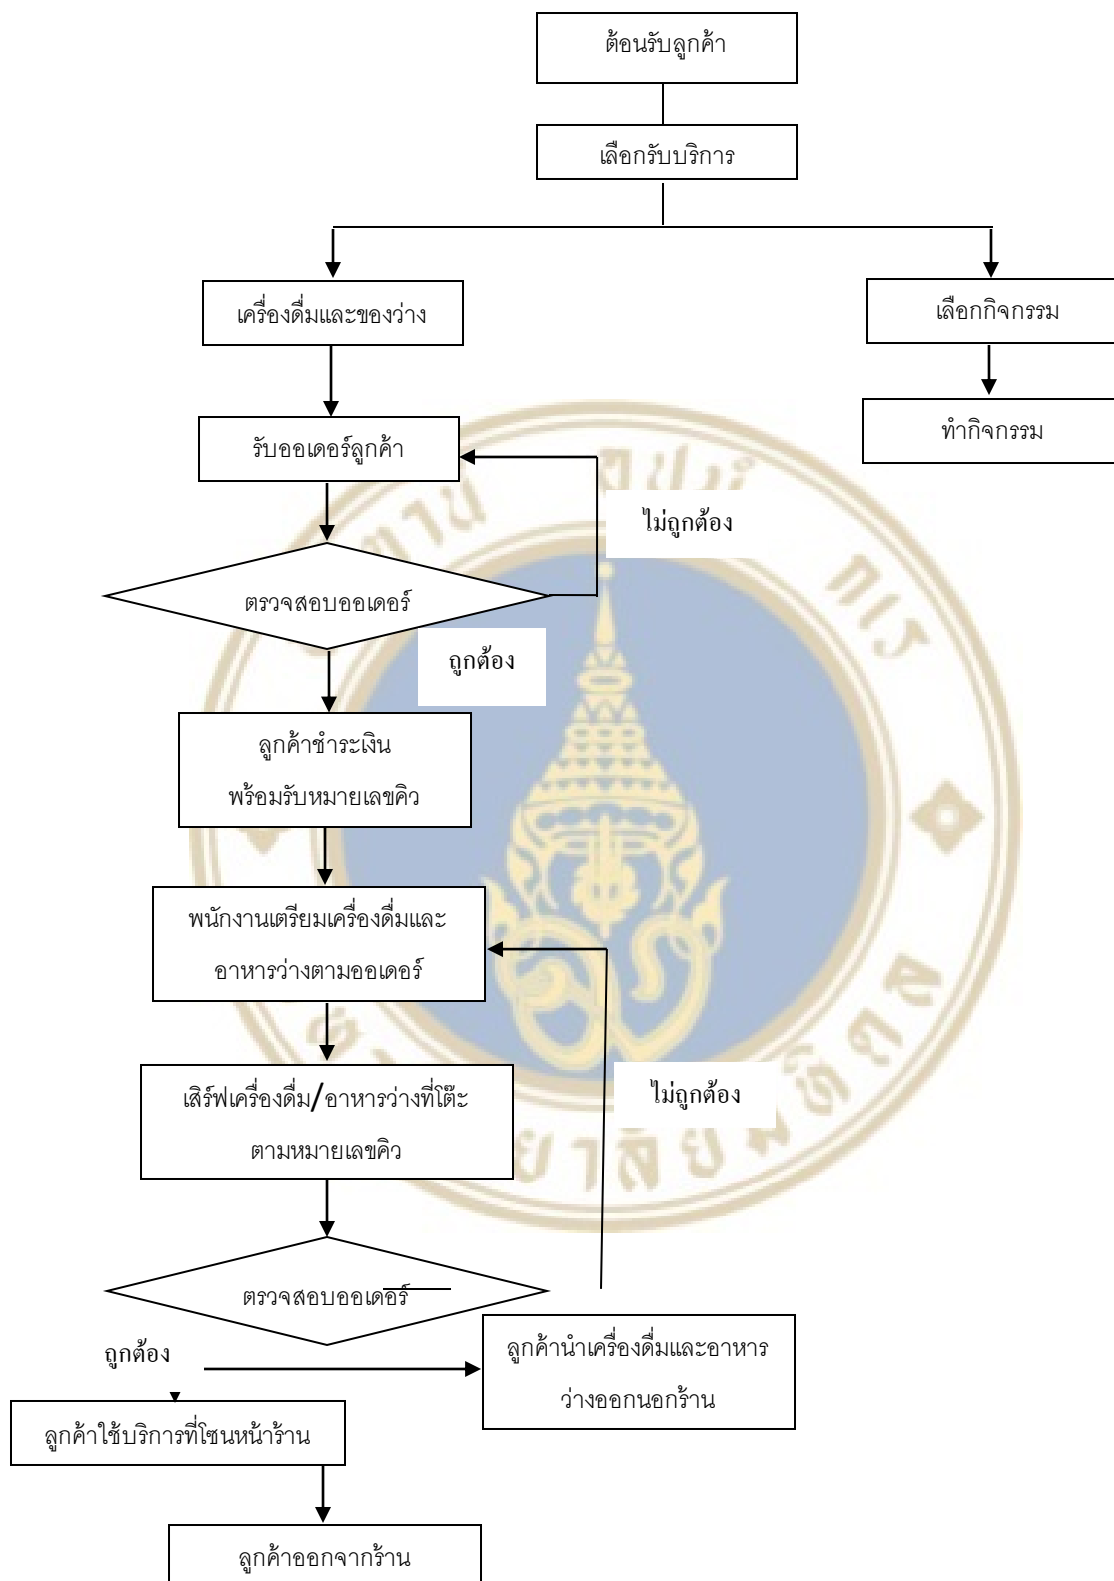 ต้อนรับลูกค้า
เลือกรับบริการ
เครื่องดื่มและของว่าง
เลือกกิจกรรม
รับออเดอร์ลูกค้า
ทำกิจกรรม
ไม่ถูกต้อง
ตรวจสอบออเดอร์
ถูกต้อง
ลูกค้าชำระเงิน
พร้อมรับหมายเลขคิว
พนักงานเตรียมเครื่องดื่มและ
อาหารว่างตามออเดอร์
เสิร์ฟเครื่องดื่ม/อาหารว่างที่โต๊ะ
ตามหมายเลขคิว
ไม่ถูกต้อง
ตรวจสอบออเดอร์
ถูกต้อง
ลูกค้านำเครื่องดื่มและอาหาร
ว่างออกนอกร้าน
ลูกค้าใช้บริการที่โซนหน้าร้าน
ลูกค้าออกจากร้าน